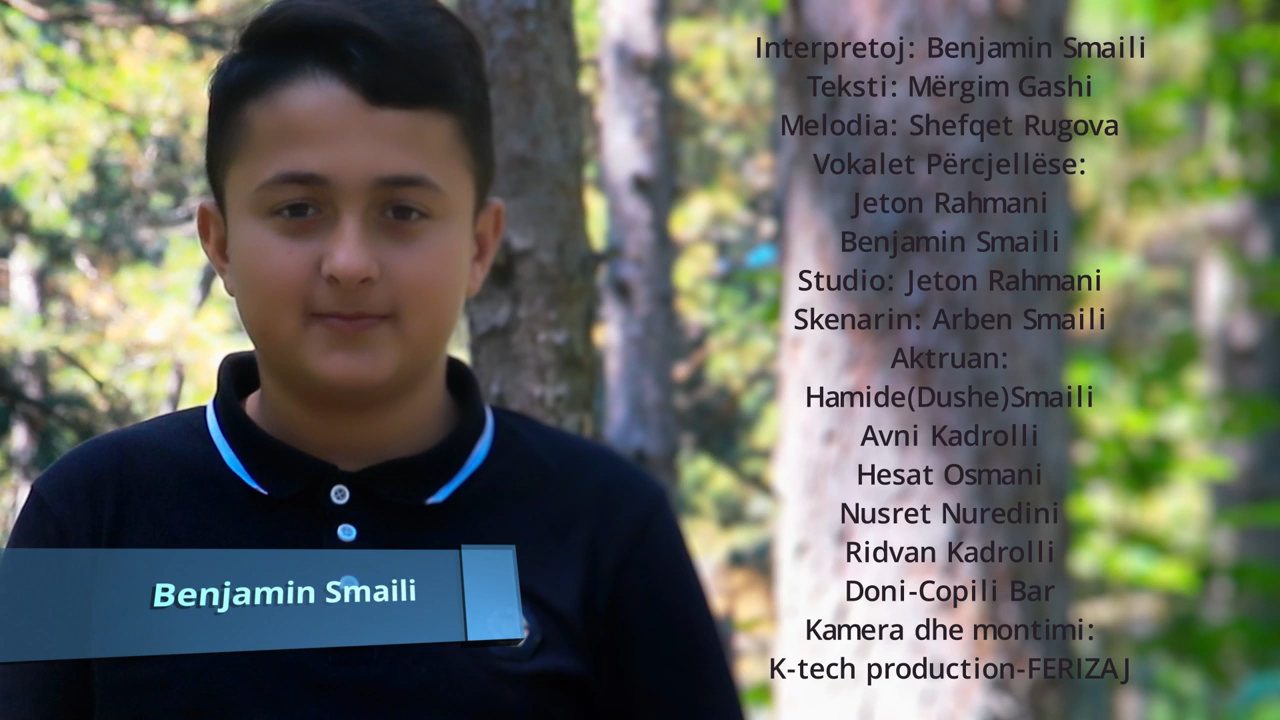 Interpretoj: Benjamin Smaili
Teksti: Mërgim Gashi
Melodia: Shefqet Rugova
Vokalet Përcjellëse:
Jeton Rahmani
Benjamin Smaili
Studio: Jeton Rahmani
Skenarin: Arben Smaili
Aktruan:
Hamide(Dushe)Smaili
Avni Kadrolli
Hesat Osmani
Nusret Nuredini
Ridvan Kadrolli
Doni-Copili Bar
Kamera dhe montimi:
K-tech production-FERIZAJ
Benjamin Smaili